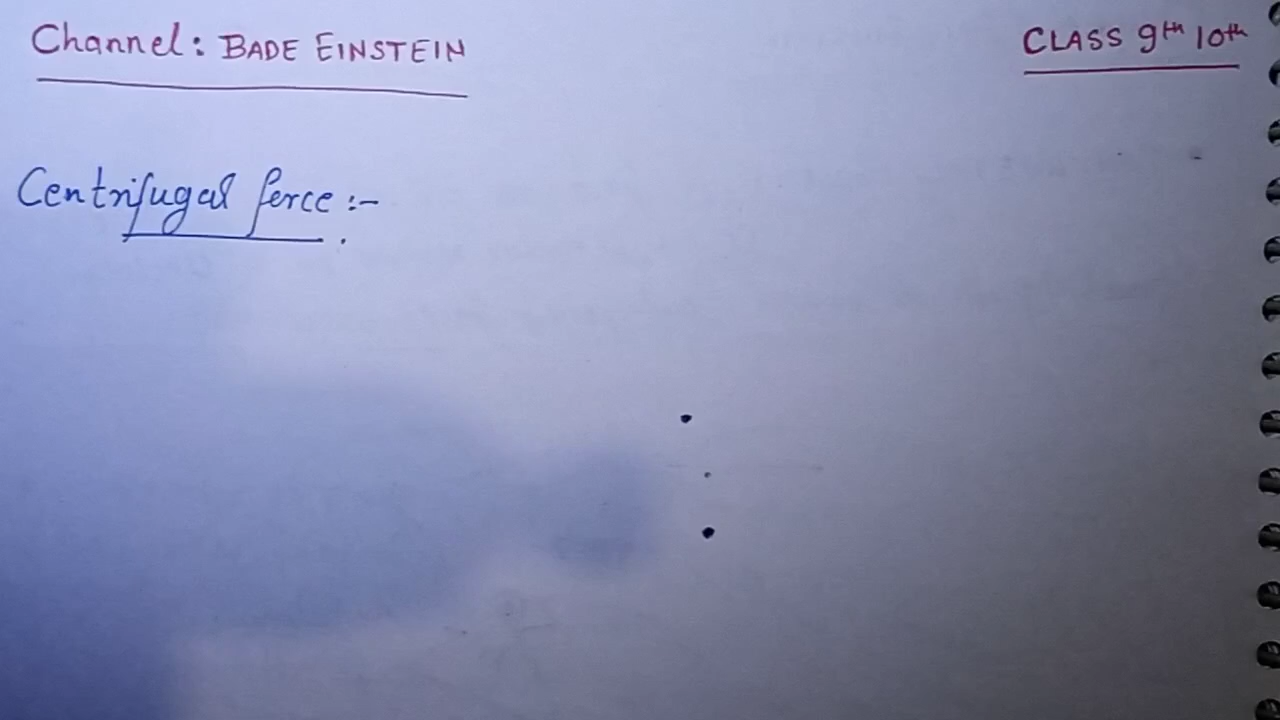 Channel: BADE EINSTEIN
CLASS 9th 10th
Centrifugal force :-